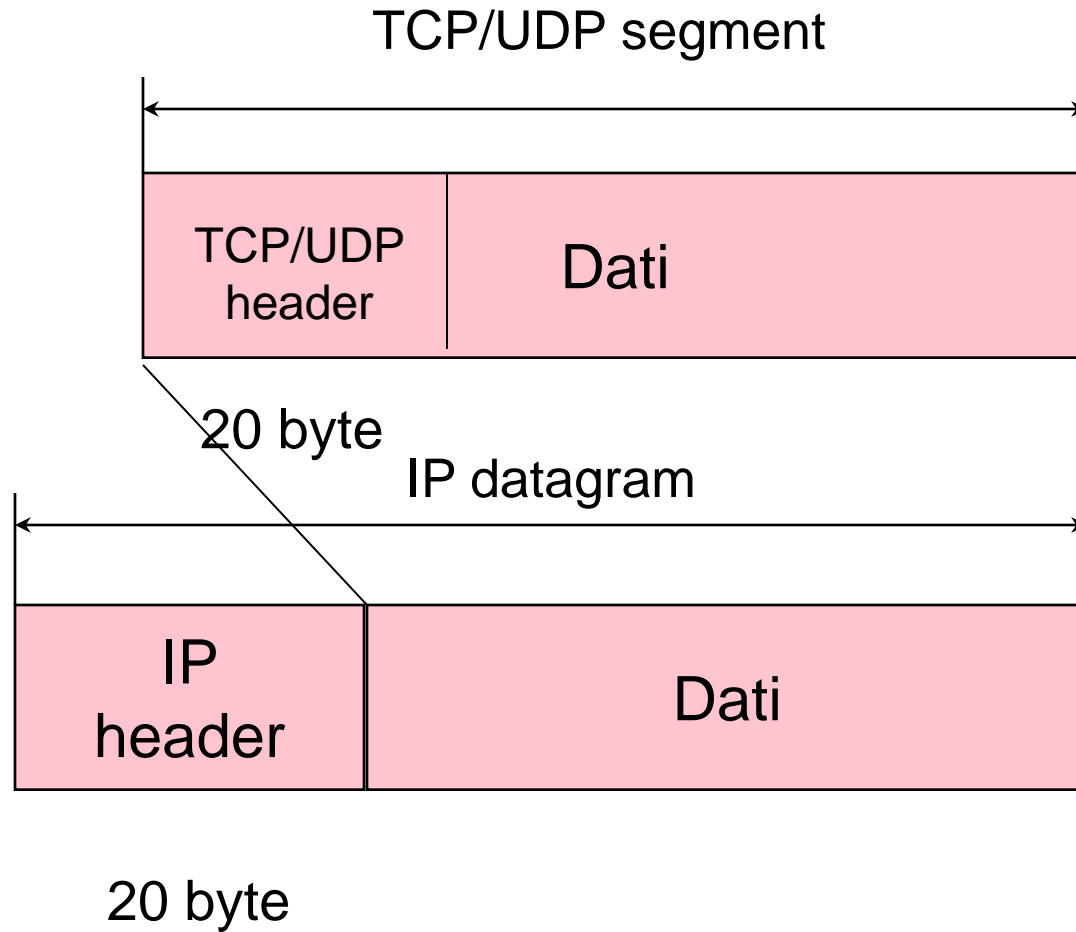 TCP/UDP segment
TCP/UDP
header
Dati
20 byte
IP datagram
IP
header
Dati
20 byte